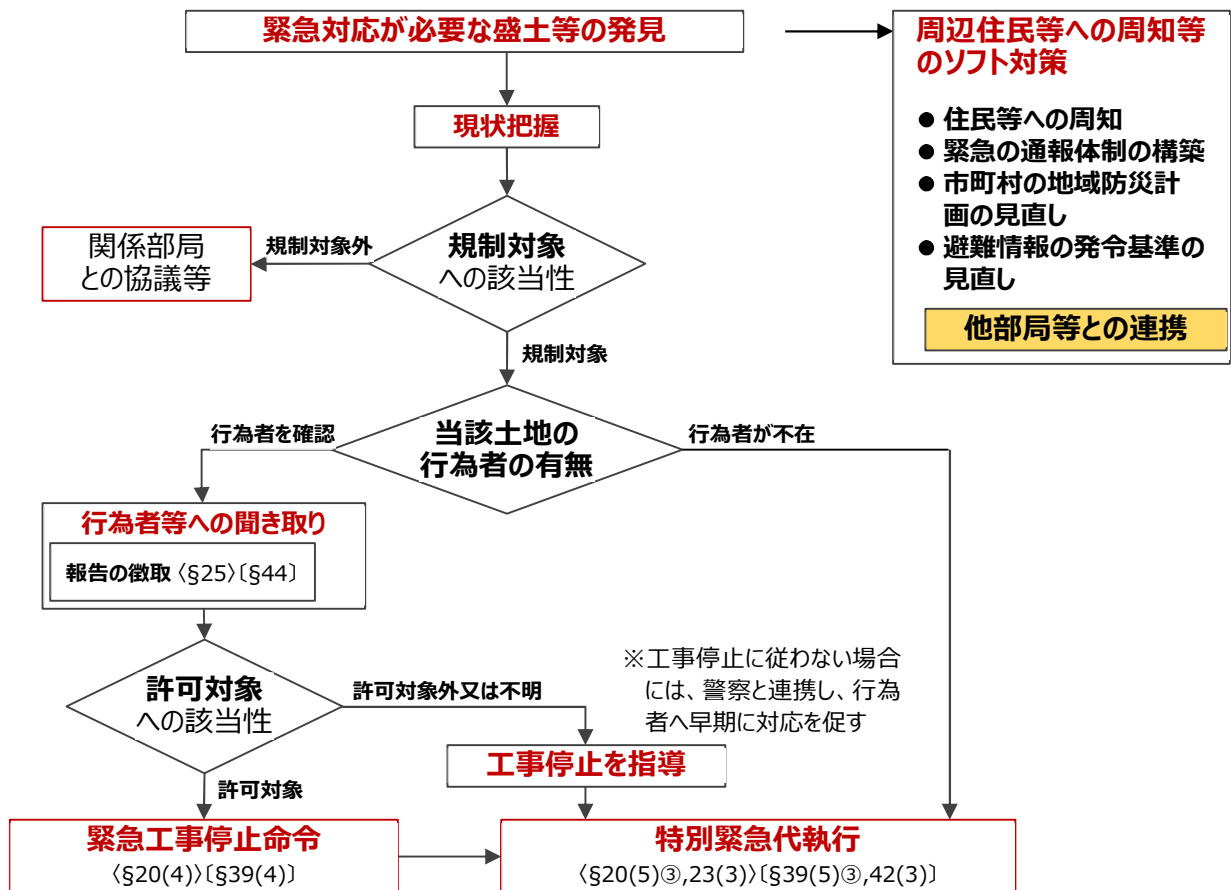 緊急対応が必要な盛土等の発見
現状把握
規制対象
への該当性
規制対象外
関係部局
との協議等
規制対象
当該土地の
行為者の有無
行為者を確認
行為者が不在
行為者等への聞き取り
報告の徴取〈§25〉〔§44〕
許可対象
への該当性
許可対象外又は不明
※工事停止に従わない場合
には、警察と連携し、行為
者へ早期に対応を促す
工事停止を指導
許可対象
緊急工事停止命令
〈§20(4)〉〔§39(4)〕
特別緊急代執行
〈§20(5)③,23(3)〉〔§39(5)③,42(3)〕
周辺住民等への周知等
のソフト対策
● 住民等への周知
● 緊急の通報体制の構築
● 市町村の地域防災計
画の見直し
● 避難情報の発令基準の
見直し
他部局等との連携